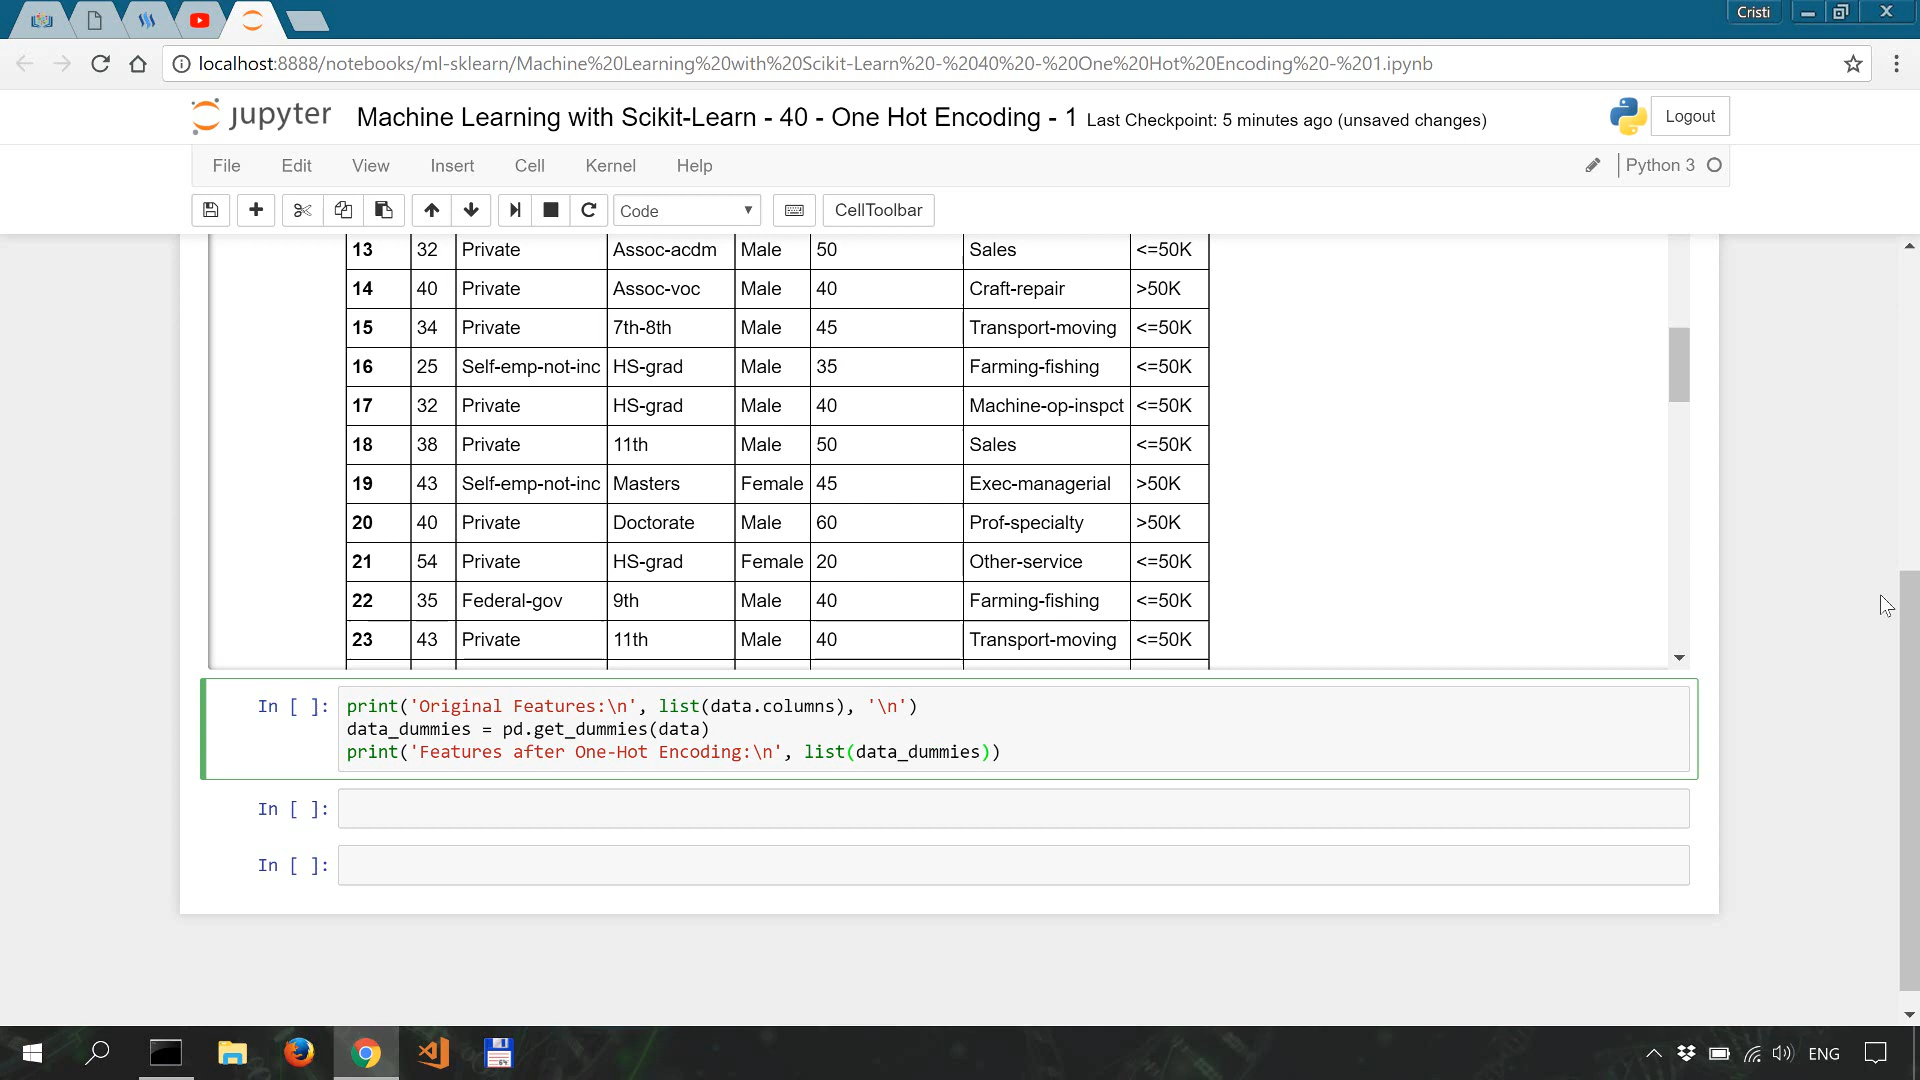 Cristi
localhost:8888/notebooks/ml-sklearn/Machine%20Learning%20with%20Scikit-Learn%20-%2040%20-%20One%20Hot%20Encoding%20-%201.ipynb
jupyter Machine Learning with Scikit-Learn - 40 - One Hot Encoding - 1 Last Checkpoint: 5 minutes ago (unsaved changes) Logout
File Edit View Insert Cell Kernel Help Python 3
Code CellToolbar
13 32 Private Assoc-acdm Male 50 Sales <=50K
14 40 Private Assoc-voc Male 40 Craft-repair >50K
15 34 Private 7th-8th Male 45 Transport-moving <=50K
16 25 Self-emp-not-inc HS-grad Male 35 Farming-fishing <=50K
17 32 Private HS-grad Male 40 Machine-op-inspct <=50K
18 38 Private 11th Male 50 Sales <=50K
19 43 Self-emp-not-inc Masters Female 45 Exec-managerial >50K
20 40 Private Doctorate Male 60 Prof-specialty >50K
21 54 Private HS-grad Female 20 Other-service <=50K
22 35 Federal-gov 9th Male 40 Farming-fishing <=50K
23 43 Private 11th Male 40 Transport-moving <=50K
In [ ]: print('Original Features:\n', list(data.columns), '\n')
data_dummies = pd.get_dummies(data)
print('Features after One-Hot Encoding:\n', list(data_dummies))
In [ ]:
In [ ]:
64
ENG